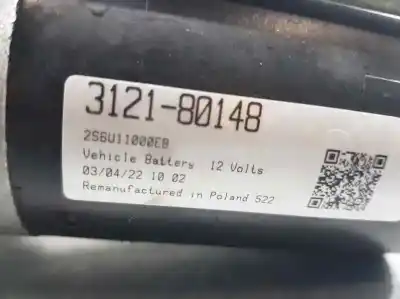 3121-80148
2S6U11000EB
Vehicle Battery 12 Volts
03/04/22 10 02
Remanufactured in Poland 522